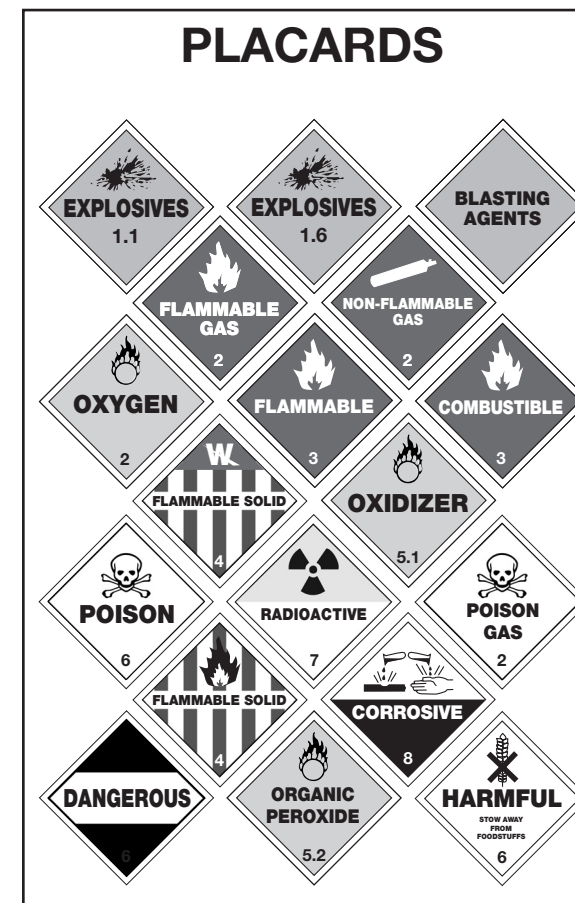 PLACARDS
EXPLOSIVES
1.1
EXPLOSIVES
1.6
BLASTING
AGENTS
FLAMMABLE
GAS
2
NON-FLAMMABLE
GAS
2
OXYGEN
2
FLAMMABLE
3
COMBUSTIBLE
3
W
FLAMMABLE SOLID
4
OXIDIZER
5.1
POISON
6
RADIOACTIVE
7
POISON
GAS
2
FLAMMABLE SOLID
4
CORROSIVE
8
DANGEROUS
6
ORGANIC
PEROXIDE
5.2
HARMFUL
STOW AWAY
FROM
FOODSTUFFS
6